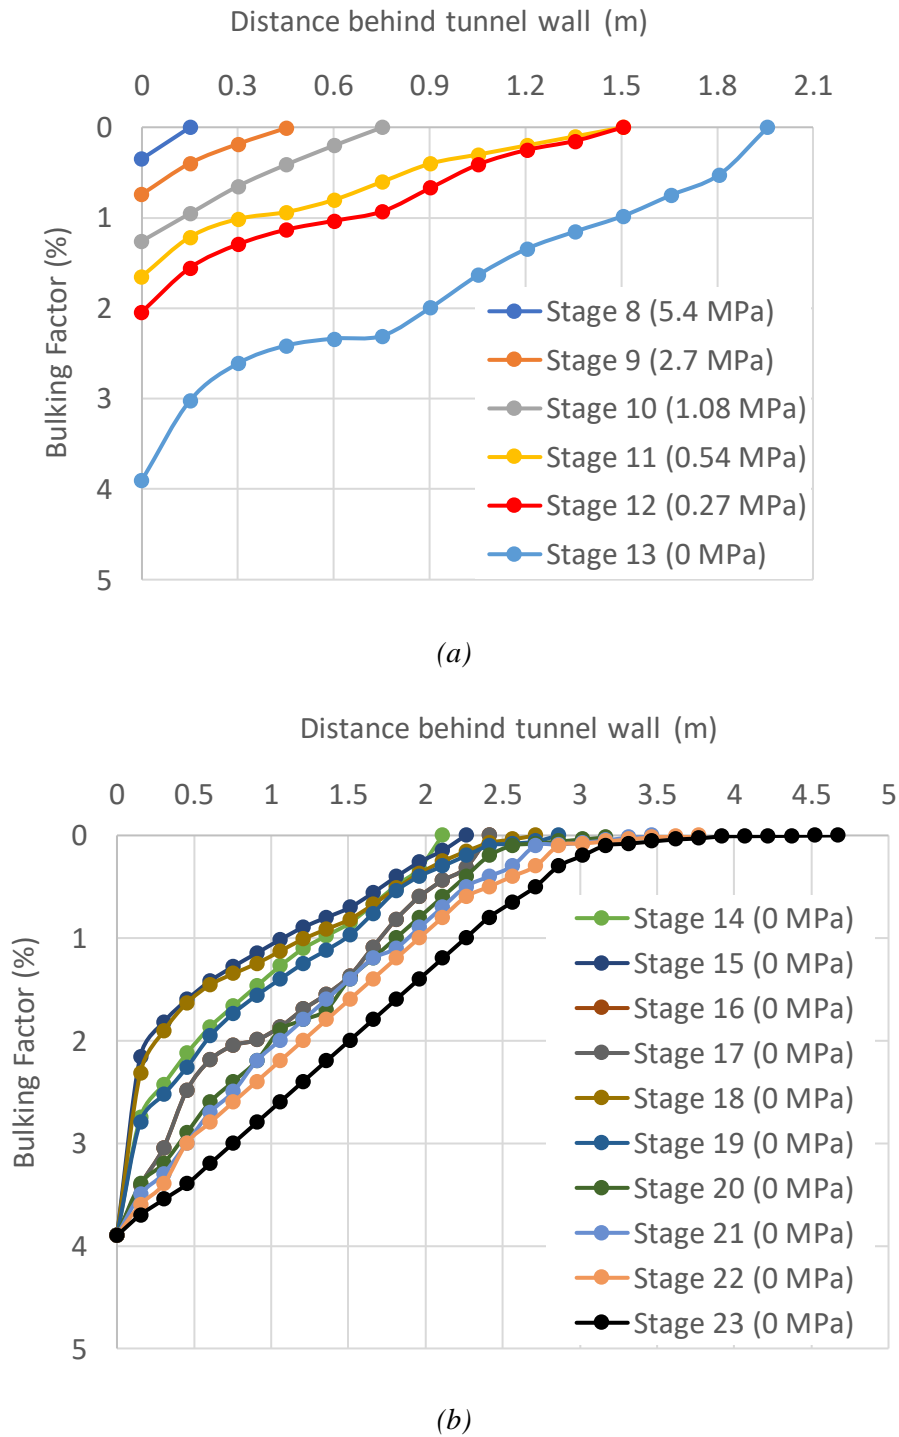 Distance behind tunnel wall (m)
0 0.3 0.6 0.9 1.2 1.5 1.8 2.1
0
1
2
3
4
5
Bulking Factor (%)
Stage 8 (5.4 MPa)
Stage 9 (2.7 MPa)
Stage 10 (1.08 MPa)
Stage 11 (0.54 MPa)
Stage 12 (0.27 MPa)
Stage 13 (0 MPa)
(a)
Distance behind tunnel wall (m)
0 0.5 1 1.5 2 2.5 3 3.5 4 4.5 5
0
1
2
3
4
5
Bulking Factor (%)
Stage 14 (0 MPa)
Stage 15 (0 MPa)
Stage 16 (0 MPa)
Stage 17 (0 MPa)
Stage 18 (0 MPa)
Stage 19 (0 MPa)
Stage 20 (0 MPa)
Stage 21 (0 MPa)
Stage 22 (0 MPa)
Stage 23 (0 MPa)
(b)